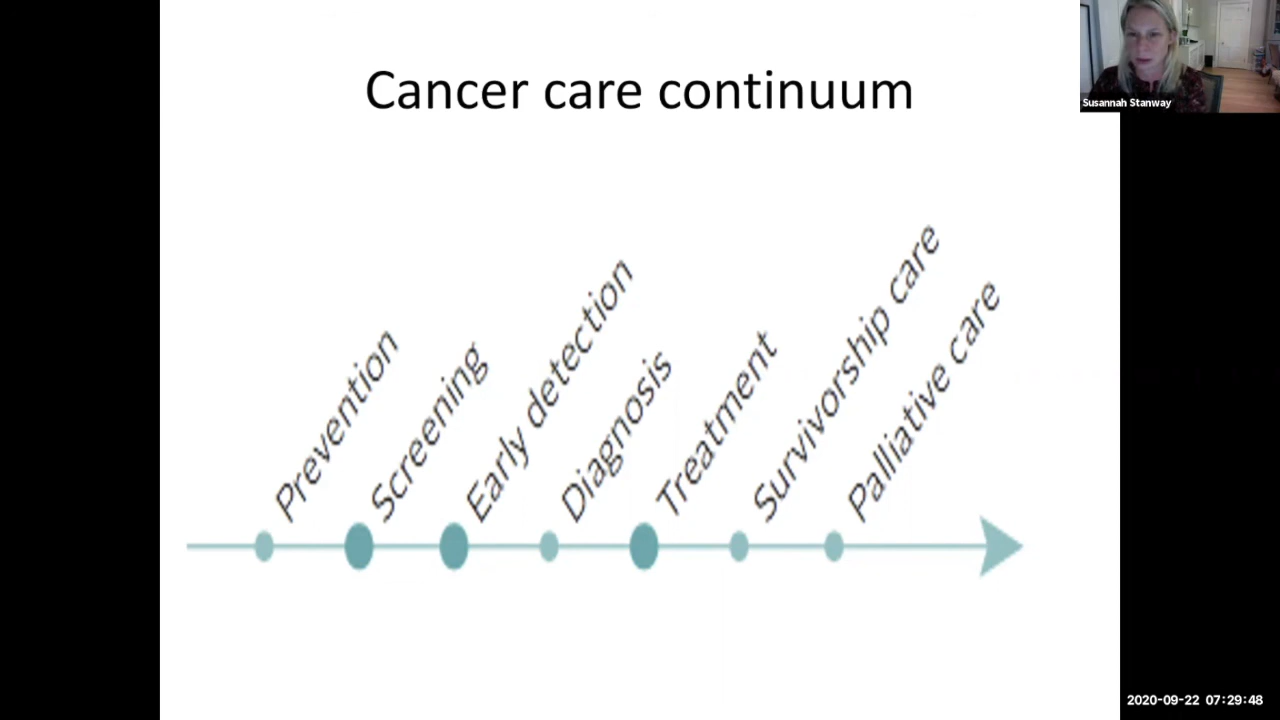 Cancer care continuum
Susannah Stanway
Prevention
Screening
Early detection
Diagnosis
Treatment
Survivorship care
Palliative care
2020-09-22 07:29:48